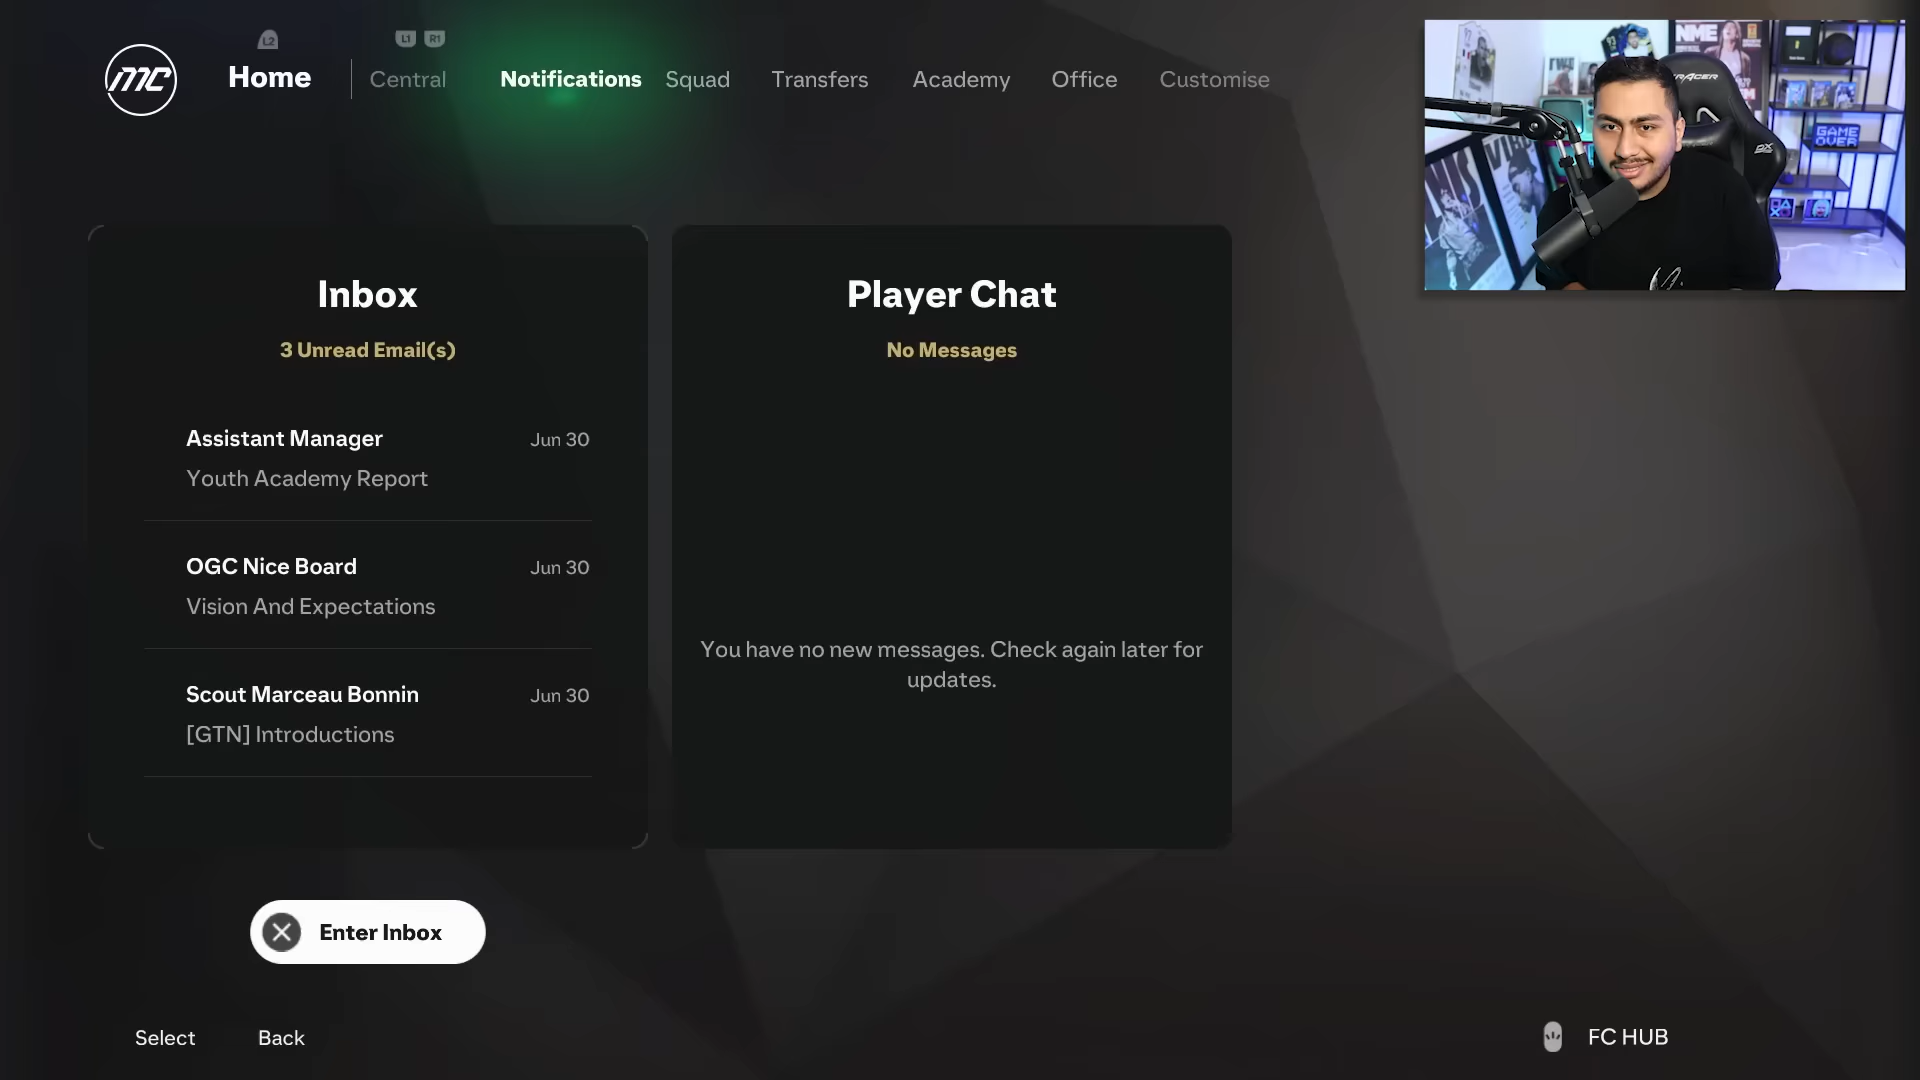 L2
L1 R1
MC
Home
Central
Notifications
Squad
Transfers
Academy
Office
Customise
NME
GAME
OVER
Inbox
3 Unread Email(s)
Assistant Manager
Jun 30
Youth Academy Report
OGC Nice Board
Jun 30
Vision And Expectations
Scout Marceau Bonnin
Jun 30
[GTN] Introductions
Player Chat
No Messages
You have no new messages. Check again later for
updates.
Enter Inbox
Select
Back
FC HUB